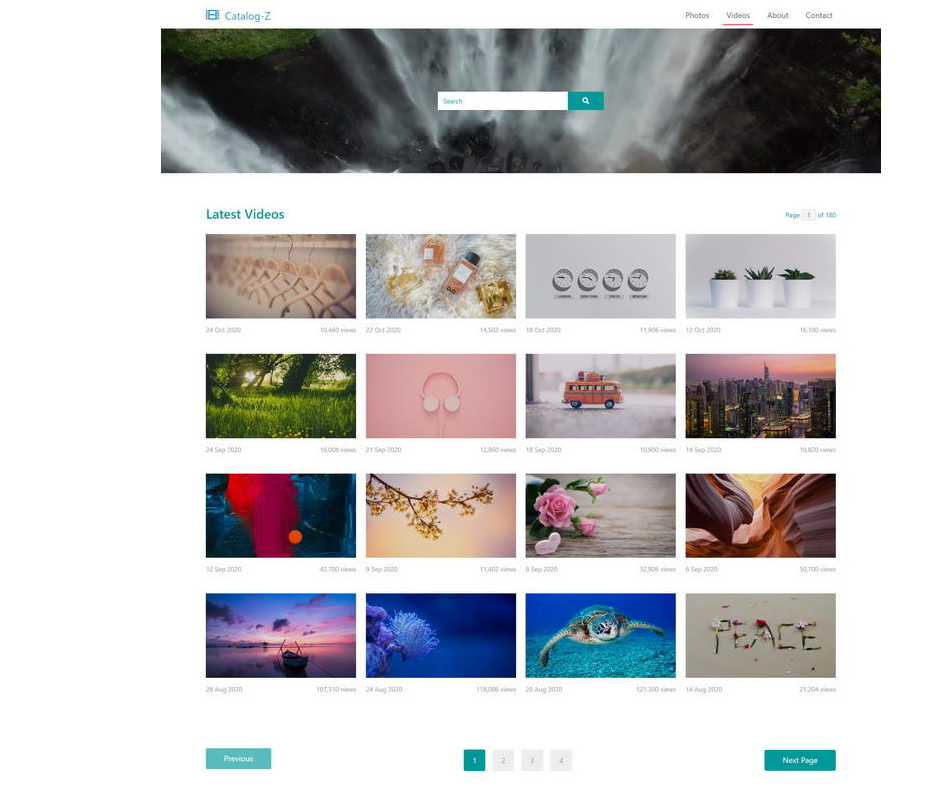 Catalog-Z
Photos Videos About Contact
Search
Latest Videos
Page 1 of 180
LONDON NEW YORK TOKYO MOSCOW
24 Oct 2020 10,460 views 22 Oct 2020 14,502 views 18 Oct 2020 11,906 views 12 Oct 2020 16,100 views
24 Sep 2020 16,008 views 21 Sep 2020 12,860 views 18 Sep 2020 10,900 views 14 Sep 2020 10,820 views
12 Sep 2020 42,700 views 9 Sep 2020 11,402 views 8 Sep 2020 32,906 views 6 Sep 2020 50,700 views
PEACE
28 Aug 2020 107,510 views 24 Aug 2020 118,006 views 20 Aug 2020 121,300 views 14 Aug 2020 21,204 views
Previous 1 2 3 4 Next Page